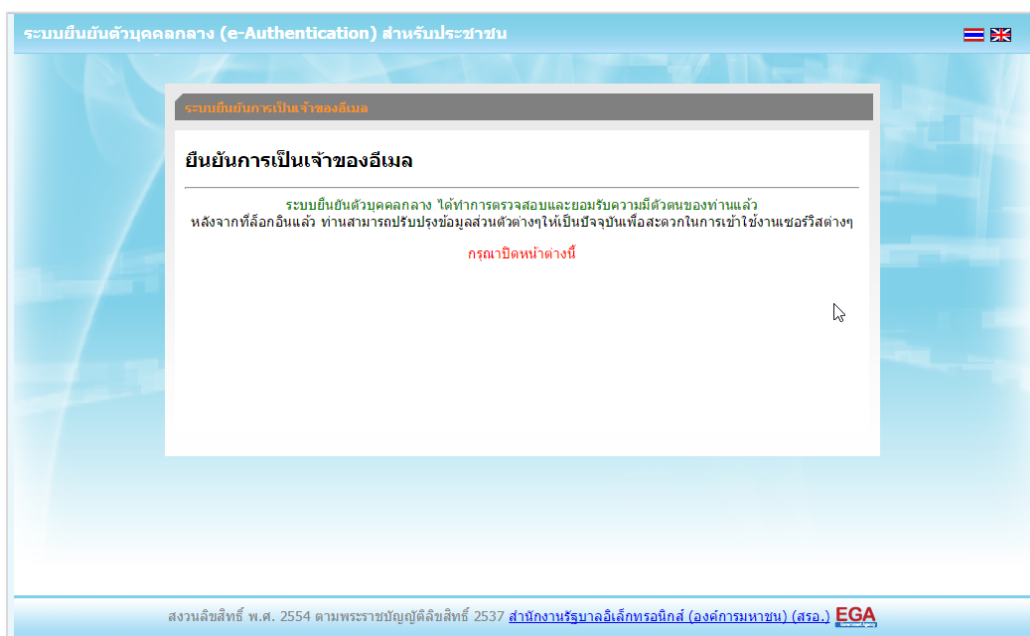 ระบบยืนยันตัวบุคคลกลาง (e-Authentication) สำหรับประชาชน
ระบบยืนยันการเป็นเจ้าของอีเมล
ยืนยันการเป็นเจ้าของอีเมล
ระบบยืนยันตัวบุคคลกลาง ได้ทำการตรวจสอบและยอมรับความมีตัวตนของท่านแล้ว
หลังจากที่ล็อกอินแล้ว ท่านสามารถปรับปรุงข้อมูลส่วนตัวต่างๆให้เป็นปัจจุบันเพื่อสะดวกในการเข้าใช้งานเซอร์วิสต่างๆ
กรุณาปิดหน้าต่างนี้
สงวนลิขสิทธิ์ พ.ศ. 2554 ตามพระราชบัญญัติลิขสิทธิ์ 2537 สำนักงานรัฐบาลอิเล็กทรอนิกส์ (องค์การมหาชน) (สรอ.) EGA